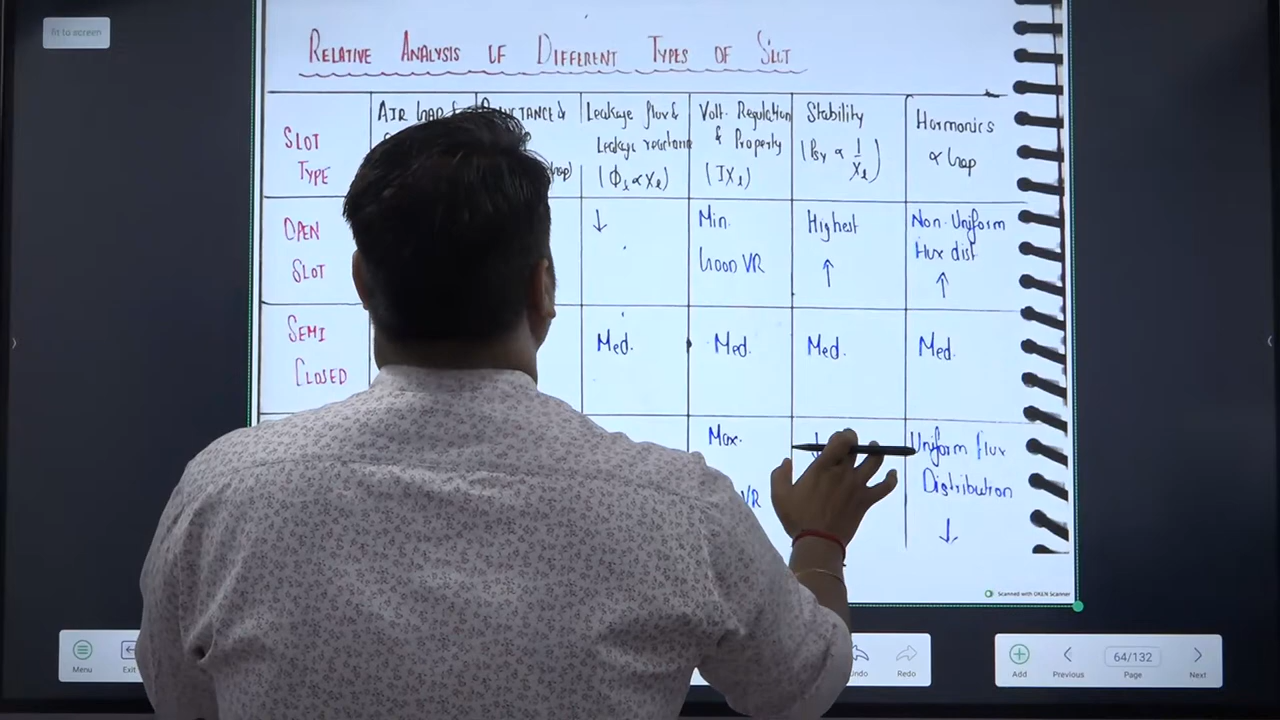 fit to screen
RELATIVE ANALYSIS OF DIFFERENT TYPES OF SLOT
SLOT
TYPE
AIR GAP
Leakage flux &
Leakage reactance
(ϕℓ ∝ Xℓ)
Volt. Regulation
& Property
(IXℓ)
Stability
(Psy ∝ 1/Xℓ)
Harmonics
∝ Gap
OPEN
SLOT
↓
Min.
Good VR
Highest
↑
Non-Uniform
flux dist
↑
SEMI
CLOSED
Med.
Med.
Med.
Med.
Max.
VR
↓
Uniform flux
Distribution
↓
Scanned with OKEN Scanner
Menu
Exit
Undo
Redo
Add
Previous
64/132
Page
Next